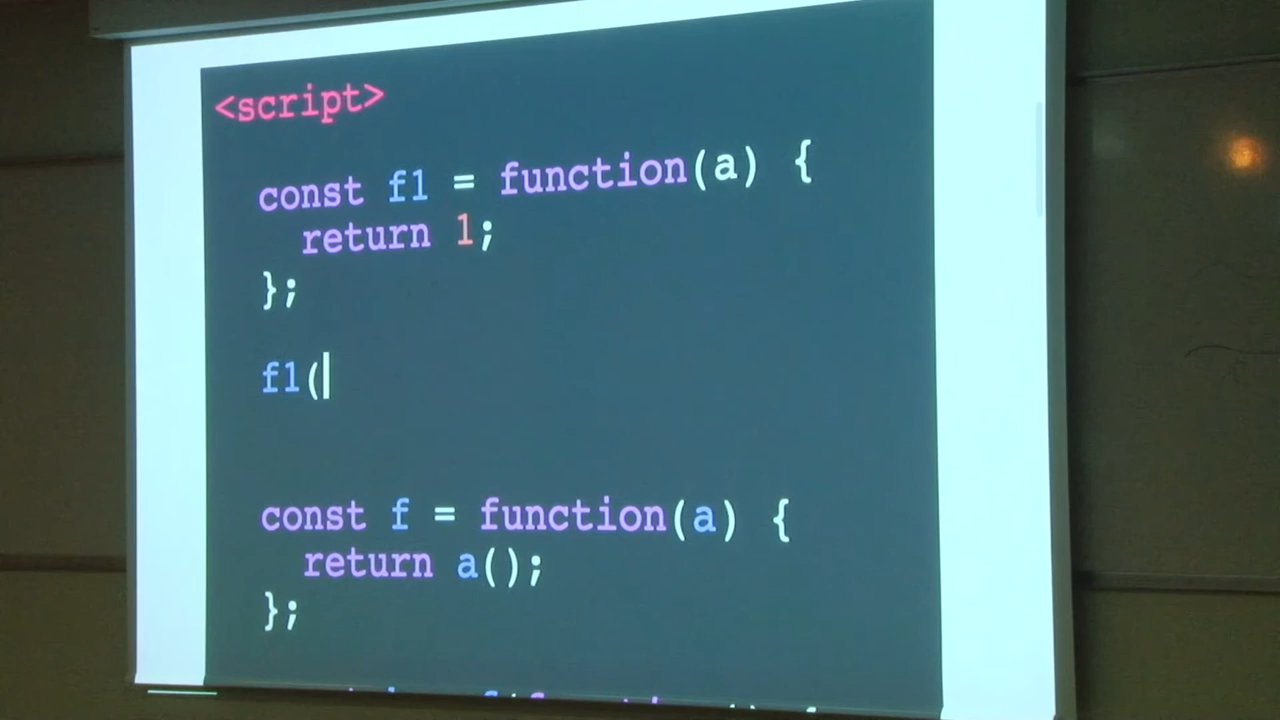 <script>
const f1 = function(a) {
return 1;
};
f1(
const f = function(a) {
return a();
};